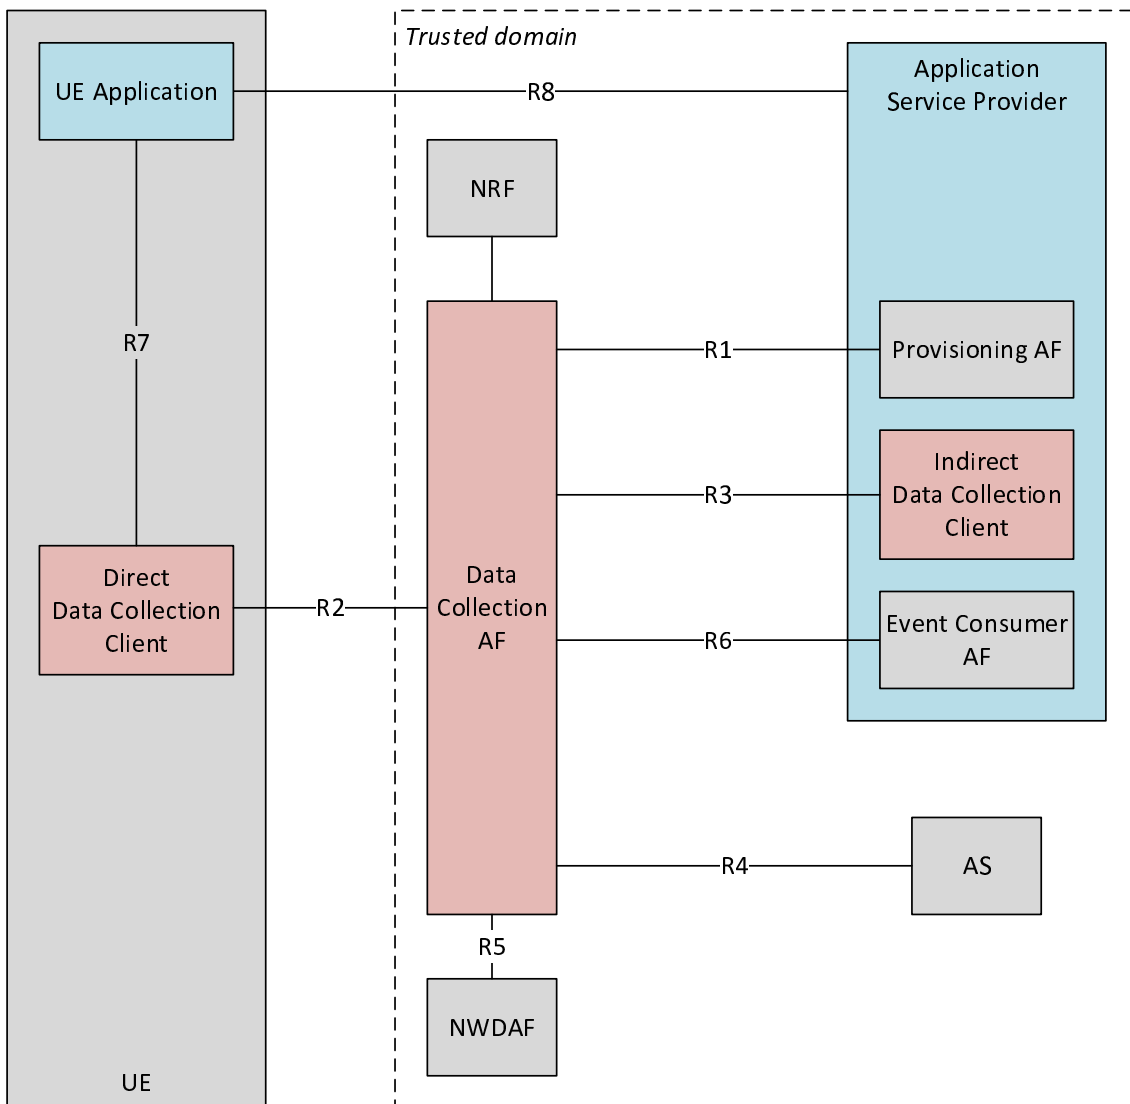 Trusted domain
UE Application
R8
Application
Service Provider
NRF
R7
R1
Provisioning AF
R3
Indirect
Data Collection
Client
Direct
Data Collection
Client
R2
Data
Collection
AF
R6
Event Consumer
AF
R4
AS
R5
NWDAF
UE